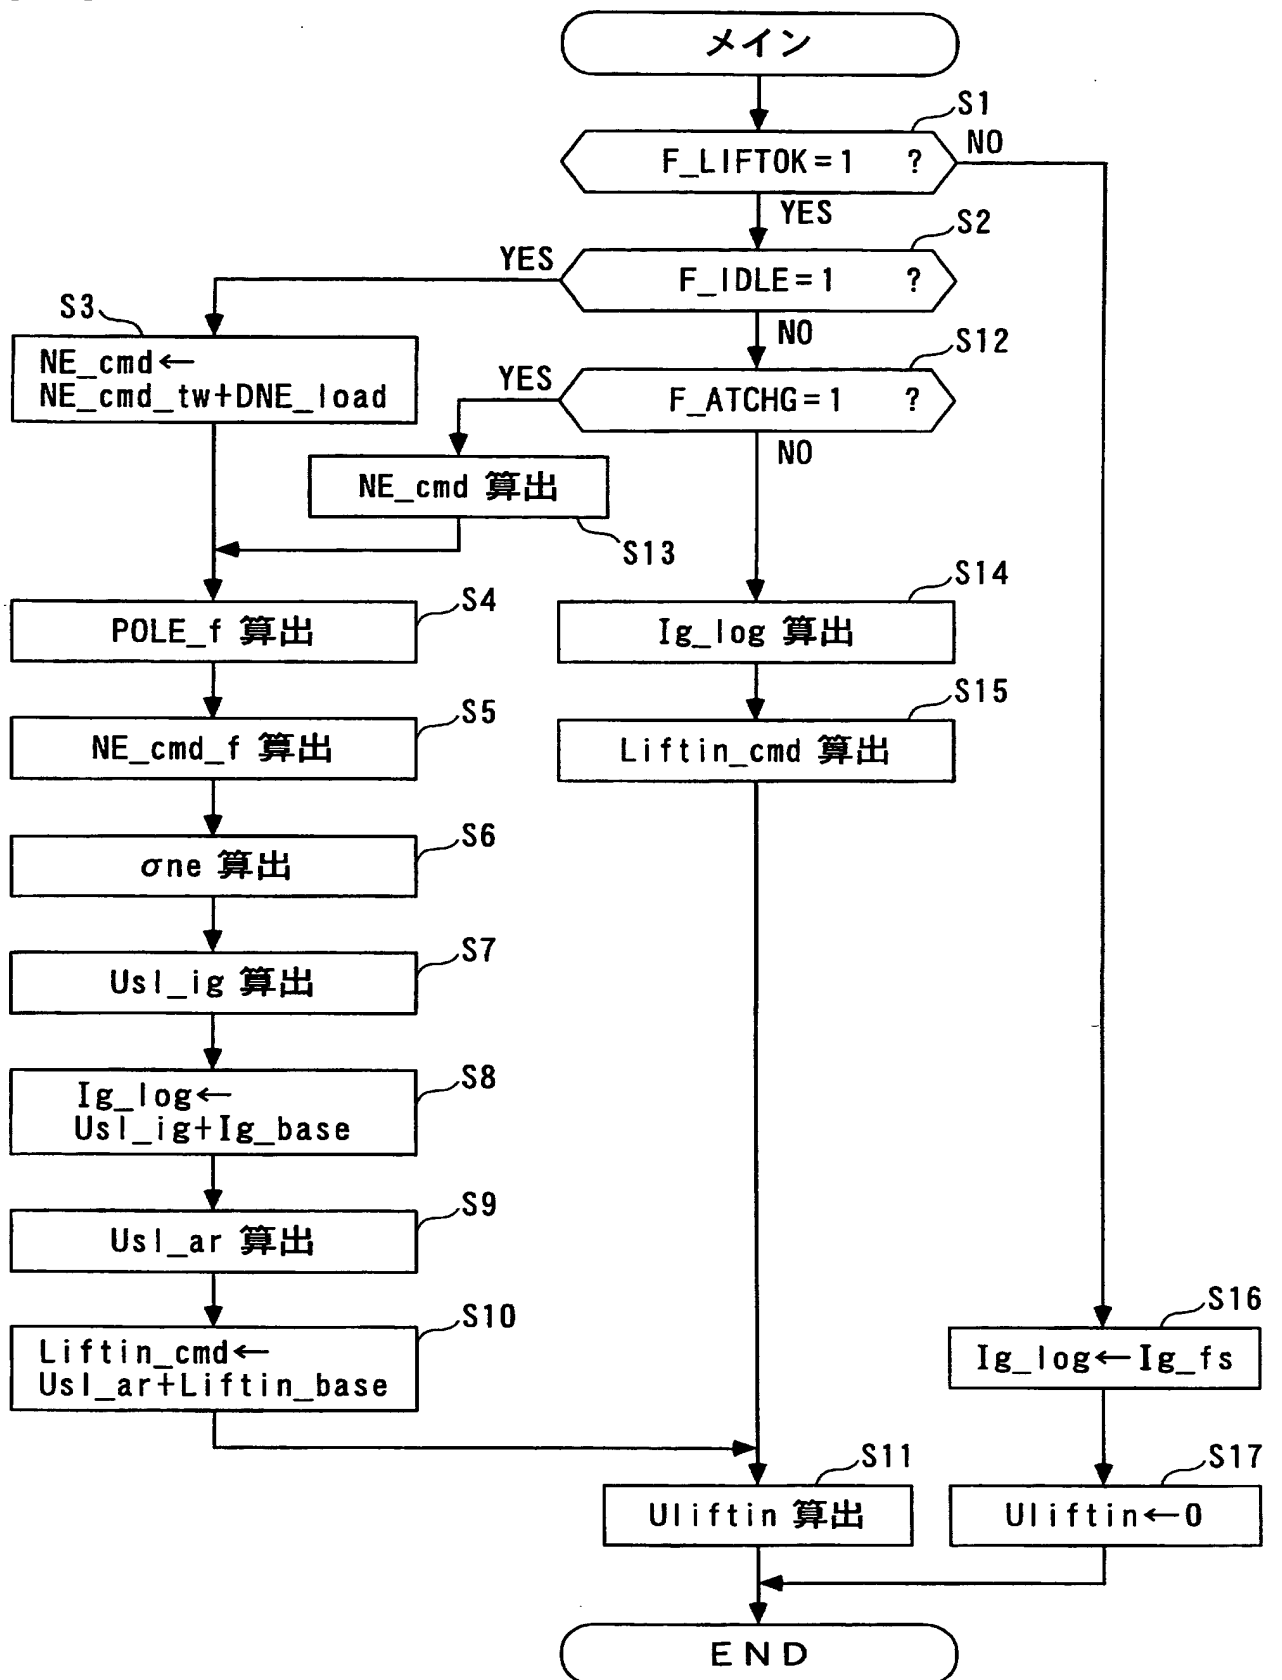 メイン
S1
F_LIFTOK=1 ?
NO
YES
S2
YES
F_IDLE=1 ?
NO
S3
NE_cmd←
NE_cmd_tw+DNE_load
S12
YES
F_ATCHG=1 ?
NO
NE_cmd 算出
S13
S4
POLE_f 算出
S14
Ig_log 算出
S5
NE_cmd_f 算出
S15
Liftin_cmd 算出
S6
σne 算出
S7
Usl_ig 算出
S8
Ig_log←
Usl_ig+Ig_base
S9
Usl_ar 算出
S10
Liftin_cmd←
Usl_ar+Liftin_base
S16
Ig_log←Ig_fs
S11
Uliftin 算出
S17
Uliftin←0
END